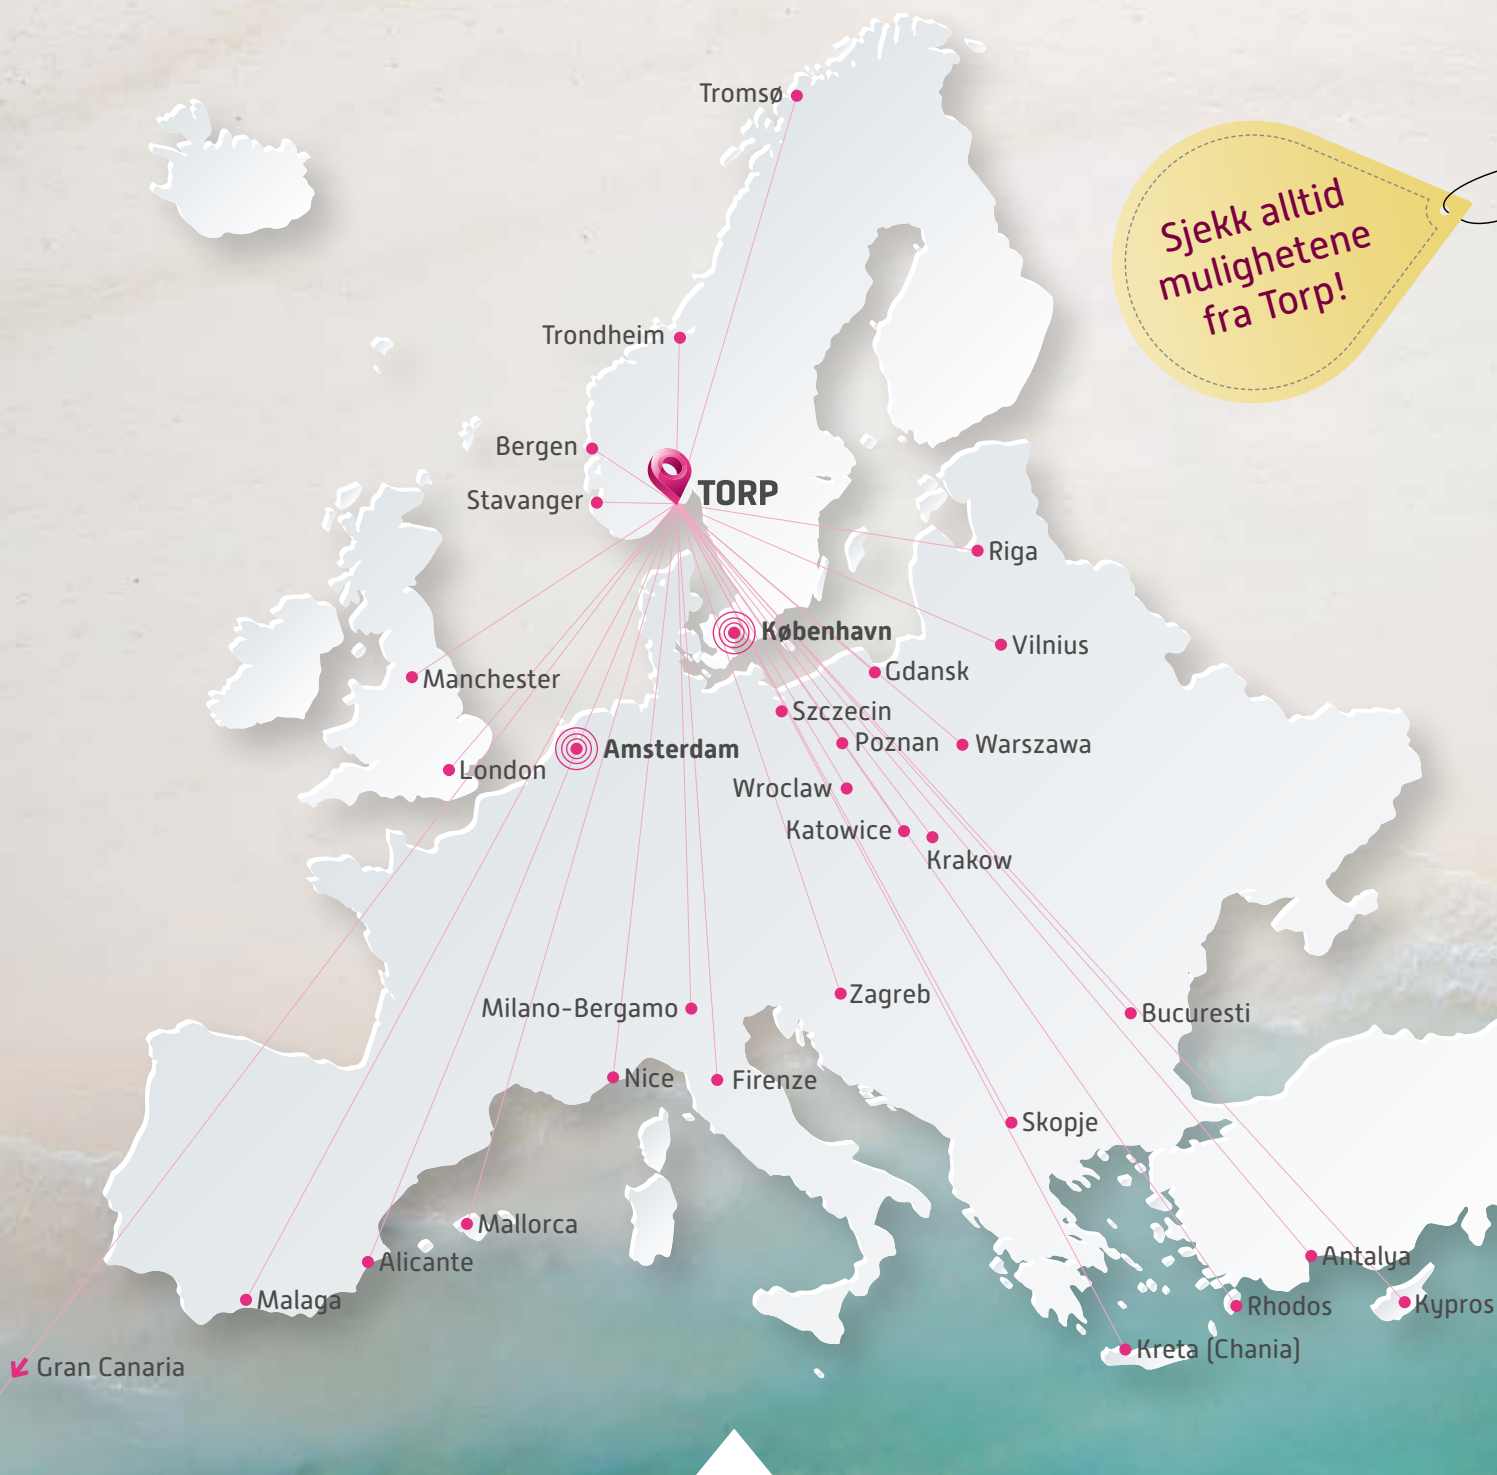 Tromsø
Sjekk alltid
mulighetene
fra Torp!
Trondheim
Bergen
TORP
Stavanger
Riga
København
Vilnius
Gdansk
Manchester
Szczecin
Poznan
Warszawa
Amsterdam
London
Wroclaw
Katowice
Krakow
Zagreb
Milano-Bergamo
Bucuresti
Nice
Firenze
Skopje
Mallorca
Alicante
Antalya
Malaga
Rhodos
Kypros
Kreta (Chania)
Gran Canaria